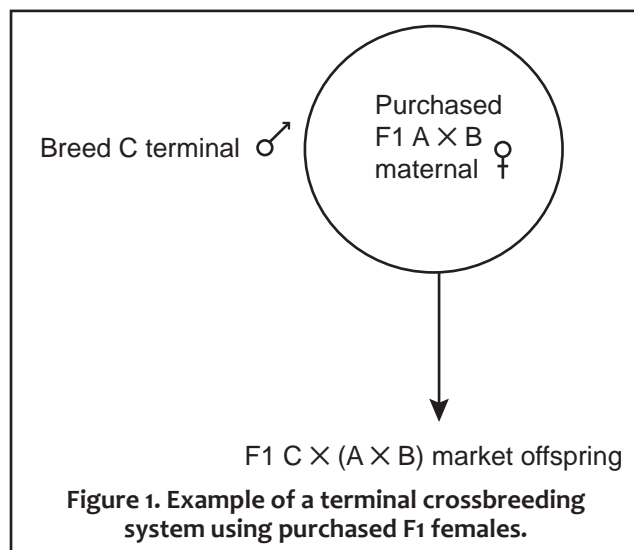 Purchased
F1 A × B
maternal ♀
Breed C terminal ♂
F1 C × (A × B) market offspring
Figure 1. Example of a terminal crossbreeding
system using purchased F1 females.